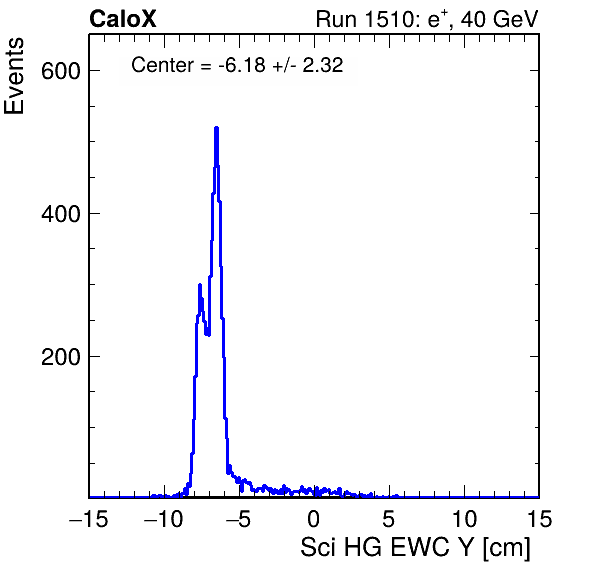 CaloX Run 1510: e⁺, 40 GeV
Center = -6.18 +/- 2.32
Events
600
400
200
−15 −10 −5 0 5 10 15
Sci HG EWC Y [cm]